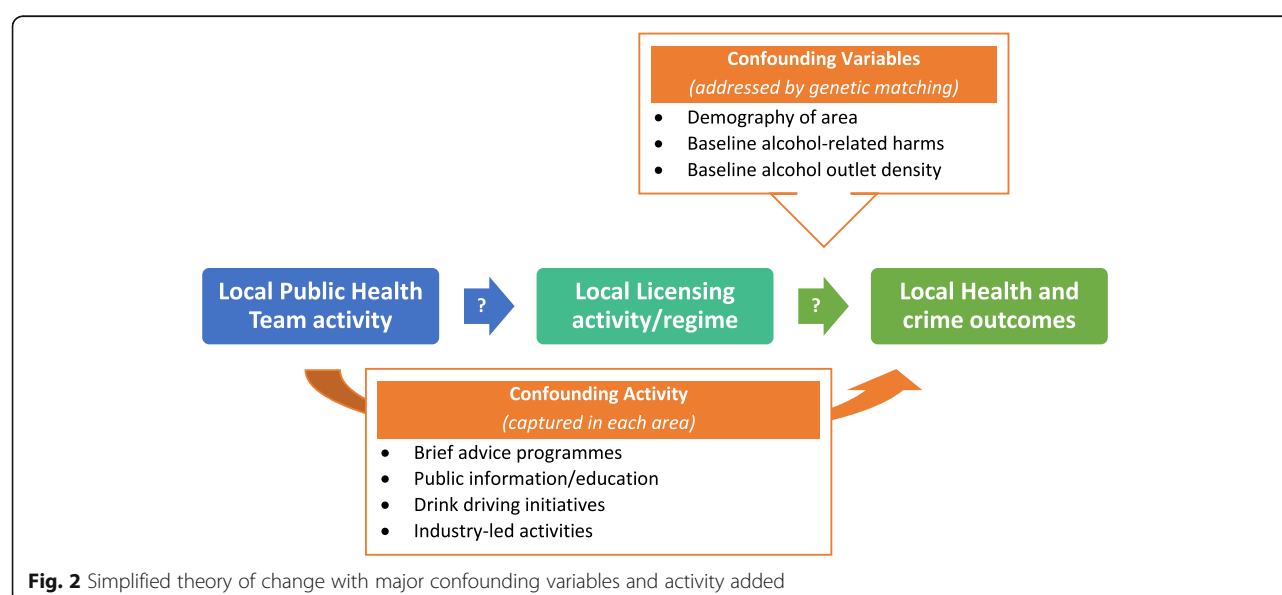 Confounding Variables
(addressed by genetic matching)
• Demography of area
• Baseline alcohol-related harms
• Baseline alcohol outlet density
Local Public Health
Team activity
?
Local Licensing
activity/regime
?
Local Health and
crime outcomes
Confounding Activity
(captured in each area)
• Brief advice programmes
• Public information/education
• Drink driving initiatives
• Industry-led activities
Fig. 2 Simplified theory of change with major confounding variables and activity added